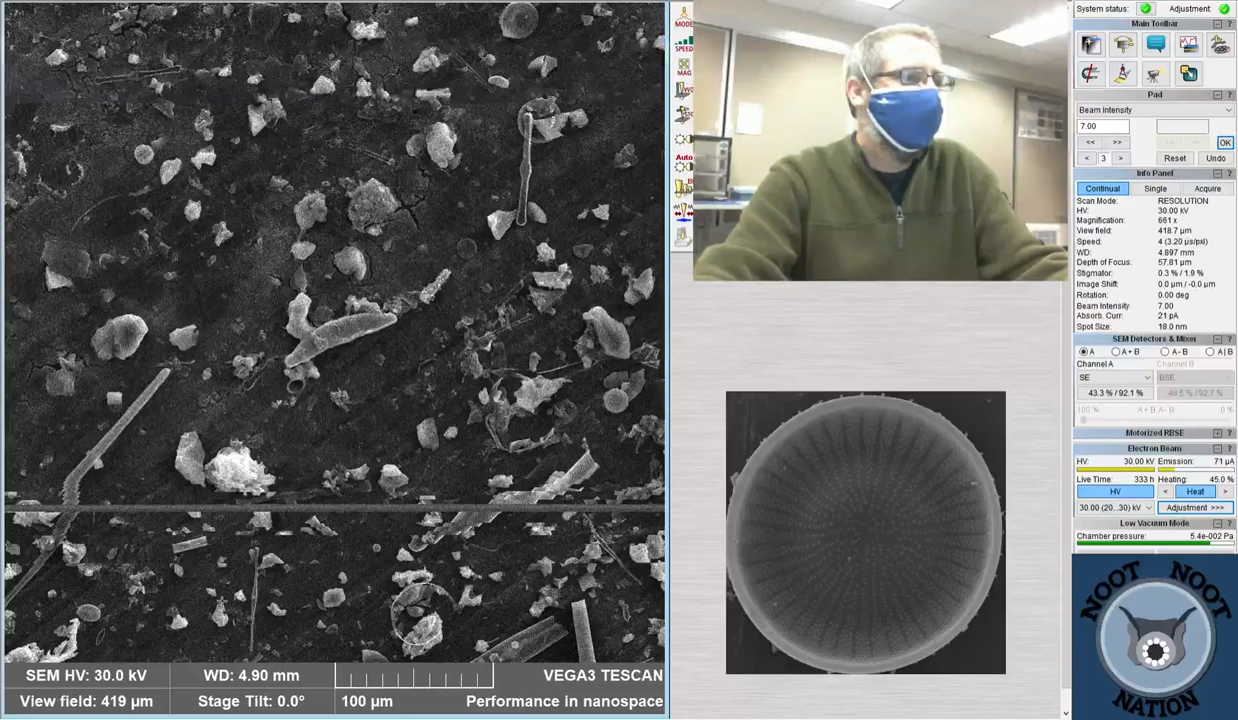 System status:
Adjustment:
Main Toolbar
Pad
Beam Intensity
7.00
<< >>
OK
< 3 > Reset Undo
Info Panel
Continual Single Acquire
Scan Mode: RESOLUTION
HV: 30.00 kV
Magnification: 661 x
View field: 418.7 µm
Speed: 4 (3.20 µs/pxl)
WD: 4.897 mm
Depth of Focus: 57.81 µm
Stigmator: 0.3 % / 1.9 %
Image Shift: 0.0 µm / -0.0 µm
Rotation: 0.00 deg
Beam Intensity: 7.00
Absorb. Curr: 21 pA
Spot Size: 18.0 nm
SEM Detectors & Mixer
A A + B A - B A | B
Channel A Channel B
SE BSE
43.3 % / 92.1 %
100 % A + B,A - B 0 %
Motorized RBSE
Electron Beam
HV: 30.00 kV Emission: 71 µA
Live Time: 333 h Heating: 45.0 %
HV < Heat >
30.00 (20...30) kV Adjustment >>>
Low Vacuum Mode
Chamber pressure: 5.4e-002 Pa
MODE
SPEED
MAG
WD
Auto
SEM HV: 30.0 kV WD: 4.90 mm VEGA3 TESCAN
View field: 419 µm Stage Tilt: 0.0° 100 µm Performance in nanospace
NOOT NOOT
NATION